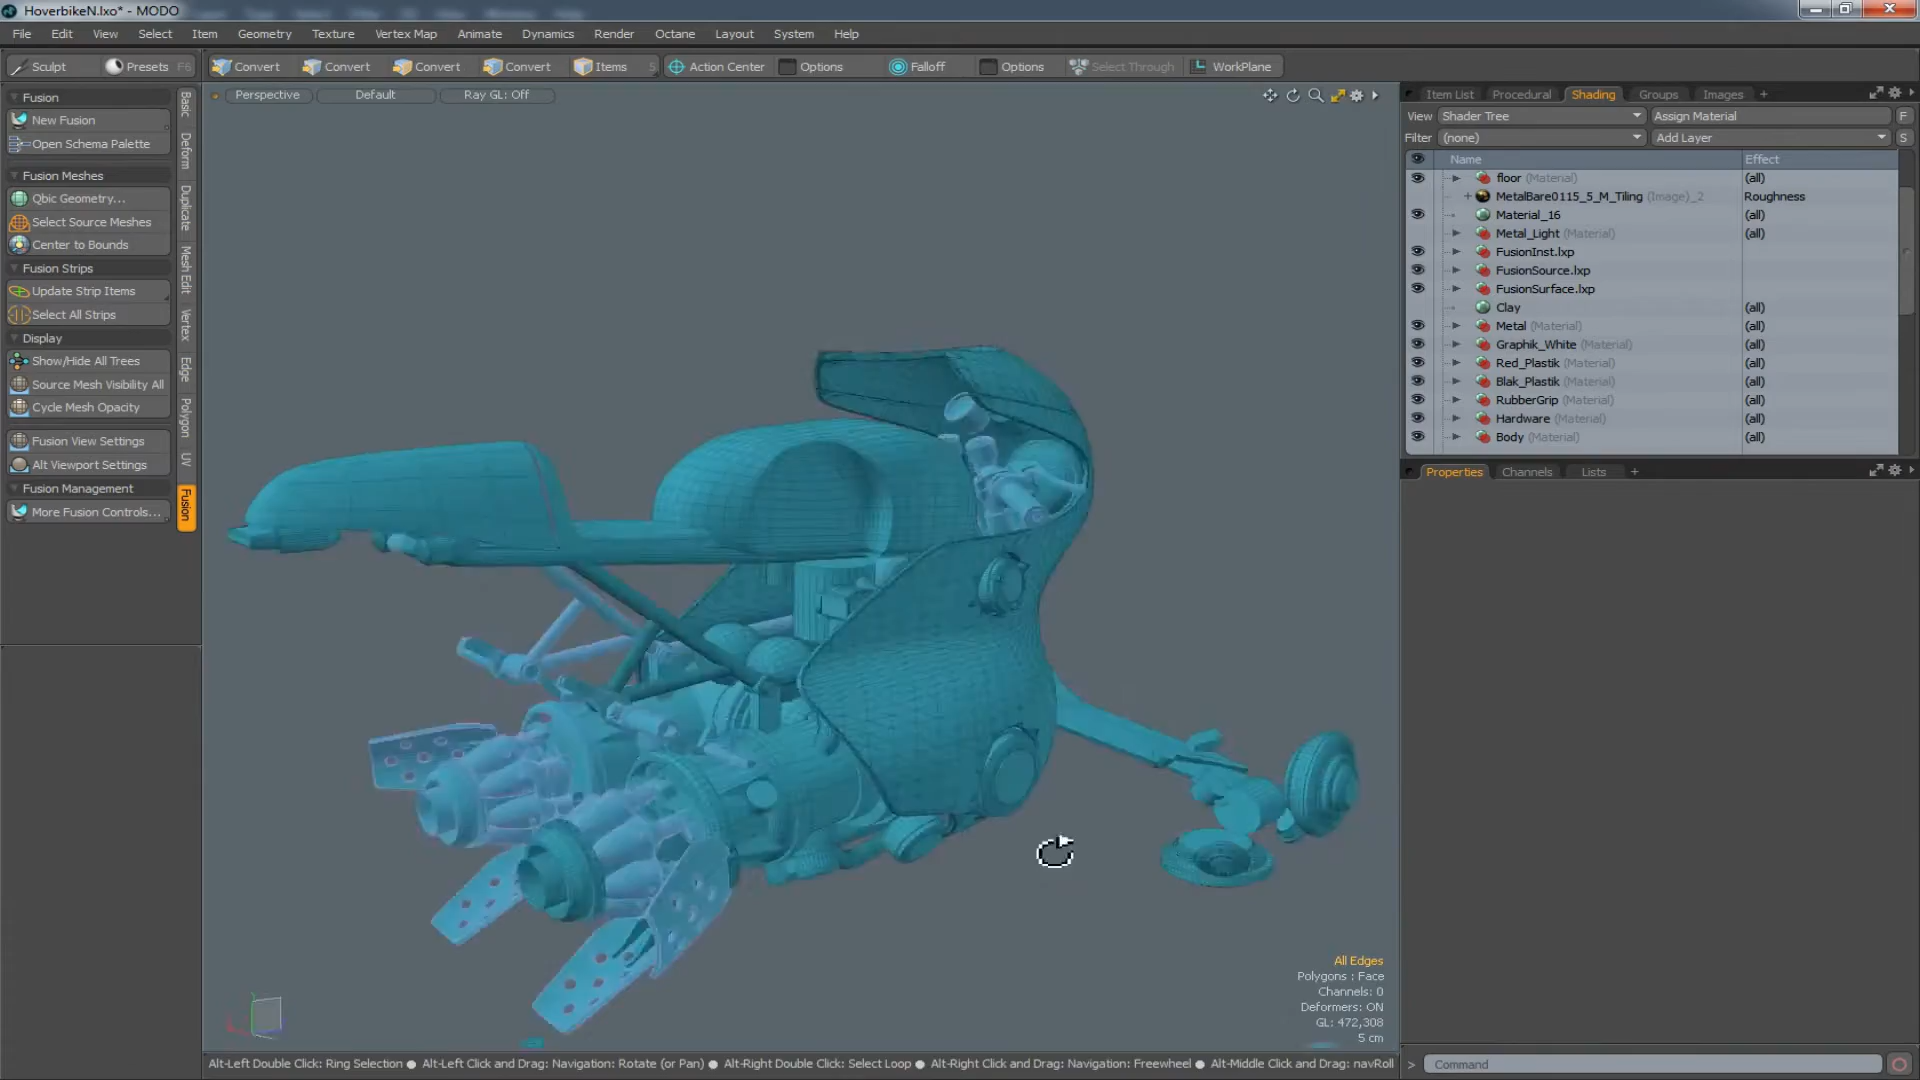 HoverbikeN.lxo* - MODO
File Edit View Select Item Geometry Texture Vertex Map Animate Dynamics Render Octane Layout System Help
Sculpt Presets F6 Convert Convert Convert Convert Items 5 Action Center Options Falloff Options Select Through WorkPlane
Perspective Default Ray GL: Off
Fusion
New Fusion
Open Schema Palette
Fusion Meshes
Qbic Geometry...
Select Source Meshes
Center to Bounds
Fusion Strips
Update Strip Items
Select All Strips
Display
Show/Hide All Trees
Source Mesh Visibility All
Cycle Mesh Opacity
Fusion View Settings
Alt Viewport Settings
Fusion Management
More Fusion Controls...
Basic
Deform
Duplicate
Mesh Edit
Vertex
Edge
Polygon
UV
Fusion
Item List Procedural Shading Groups Images +
View Shader Tree Assign Material F
Filter (none) Add Layer S
Name Effect
floor (Material) (all)
+ MetalBare0115_5_M_Tiling (Image)_2 Roughness
Material_16 (all)
Metal_Light (Material) (all)
FusionInst.lxp
FusionSource.lxp
FusionSurface.lxp
Clay (all)
Metal (Material) (all)
Graphik_White (Material) (all)
Red_Plastik (Material) (all)
Blak_Plastik (Material) (all)
RubberGrip (Material) (all)
Hardware (Material) (all)
Body (Material) (all)
Properties Channels Lists +
All Edges
Polygons : Face
Channels: 0
Deformers: ON
GL: 472,308
5 cm
Alt-Left Double Click: Ring Selection ● Alt-Left Click and Drag: Navigation: Rotate (or Pan) ● Alt-Right Double Click: Select Loop ● Alt-Right Click and Drag: Navigation: Freewheel ● Alt-Middle Click and Drag: navRoll
> Command